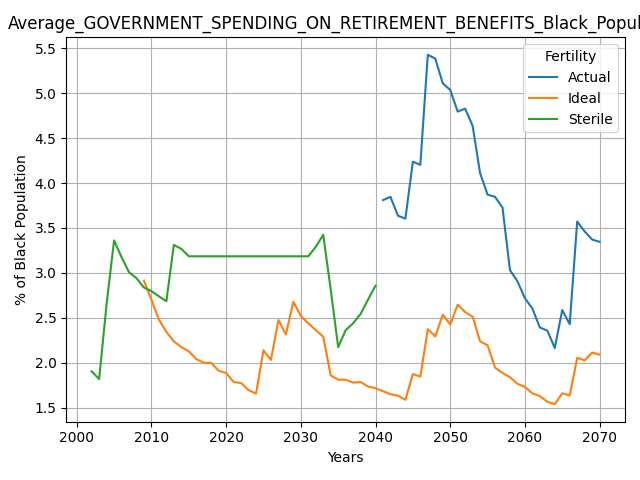 Average_GOVERNMENT_SPENDING_ON_RETIREMENT_BENEFITS_Black_Popul
Fertility
Actual
Ideal
Sterile
% of Black Population
5.5
5.0
4.5
4.0
3.5
3.0
2.5
2.0
1.5
2000 2010 2020 2030 2040 2050 2060 2070
Years